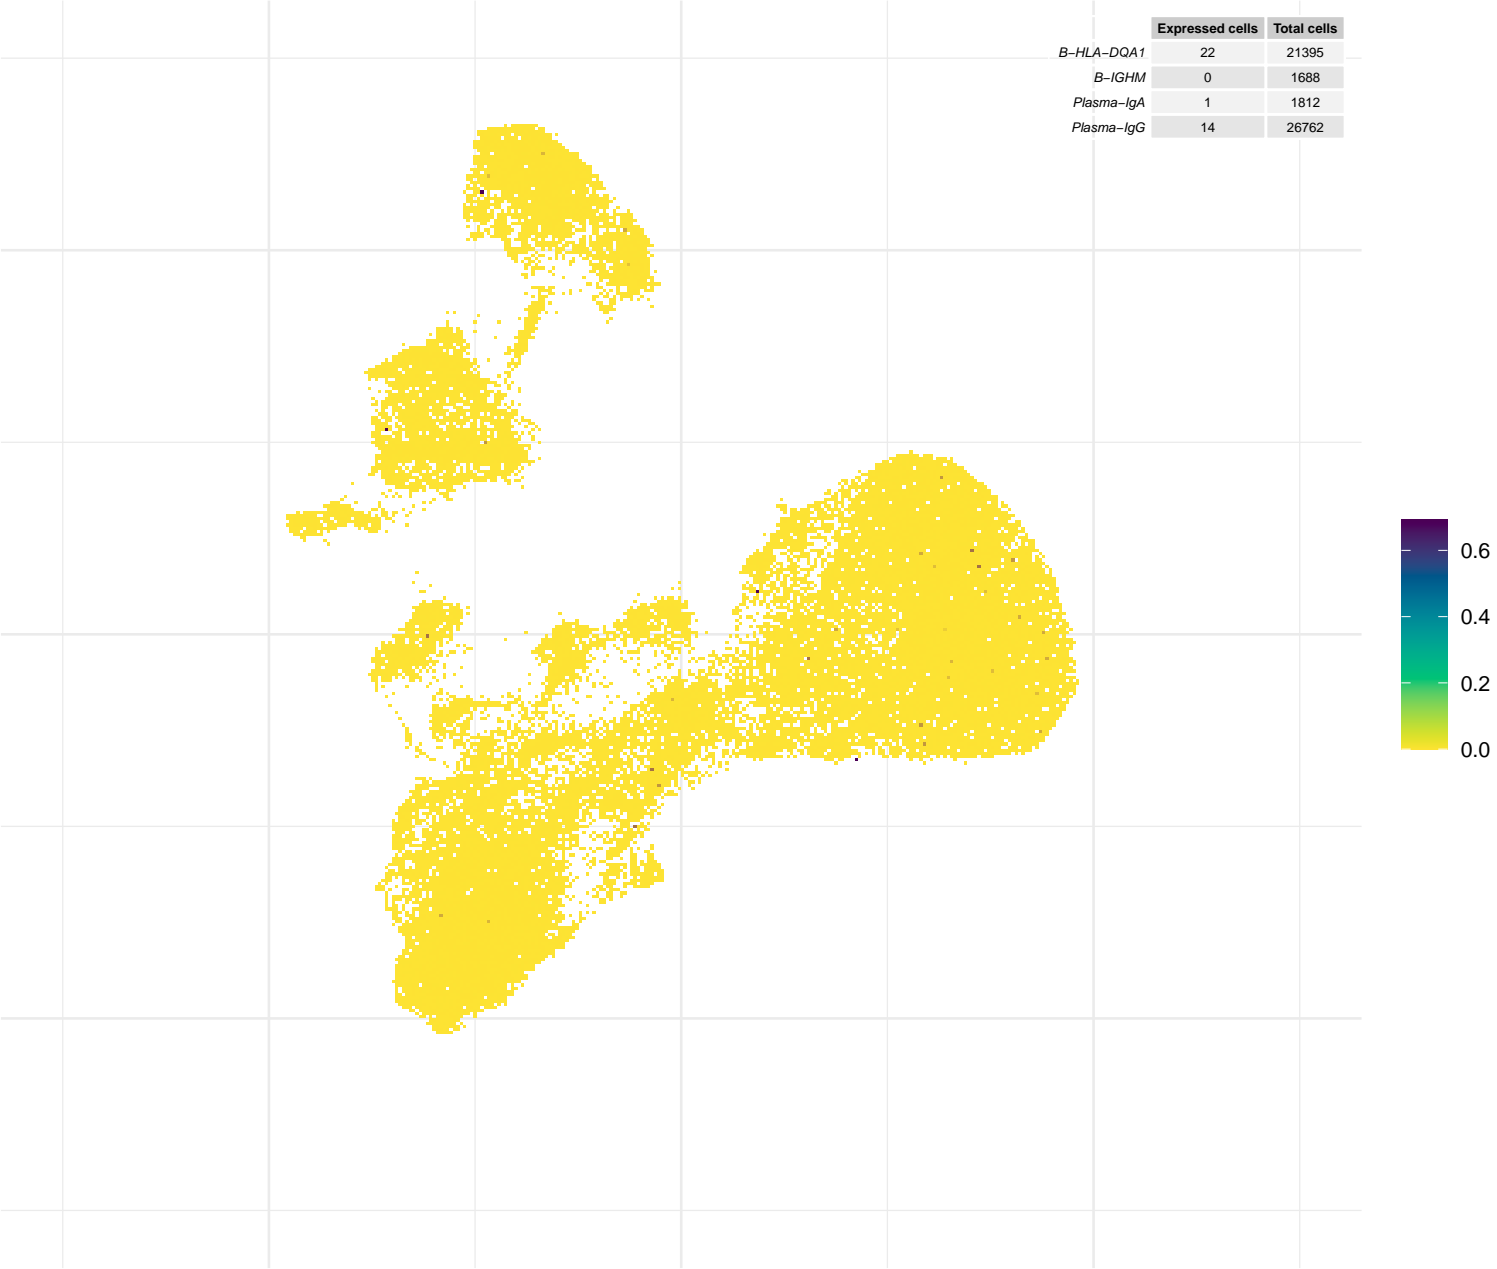 Expressed cells Total cells
B−HLA−DQA1 22 21395
B−IGHM 0 1688
Plasma−IgA 1 1812
Plasma−IgG 14 26762
0.6
0.4
0.2
0.0